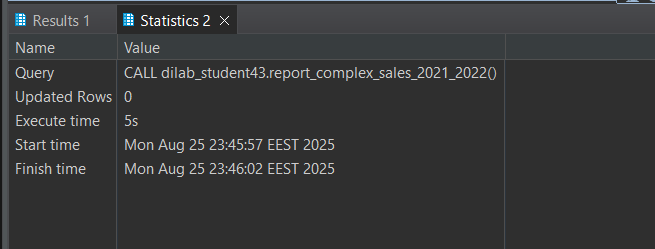 Results 1 Statistics 2
Name Value
Query CALL dilab_student43.report_complex_sales_2021_2022()
Updated Rows 0
Execute time 5s
Start time Mon Aug 25 23:45:57 EEST 2025
Finish time Mon Aug 25 23:46:02 EEST 2025